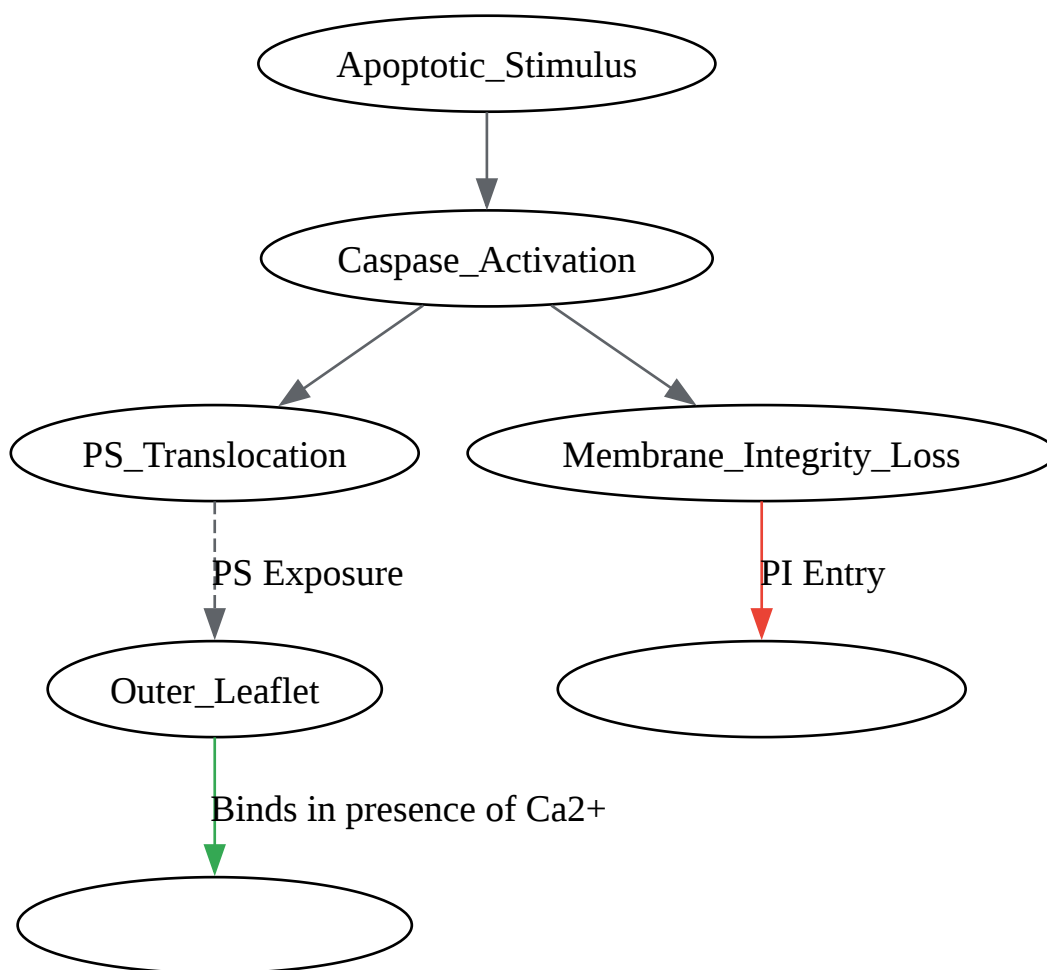 Apoptotic_Stimulus
Caspase_Activation
PS_Translocation
Membrane_Integrity_Loss
PS Exposure
PI Entry
Outer_Leaflet
Binds in presence of Ca2+